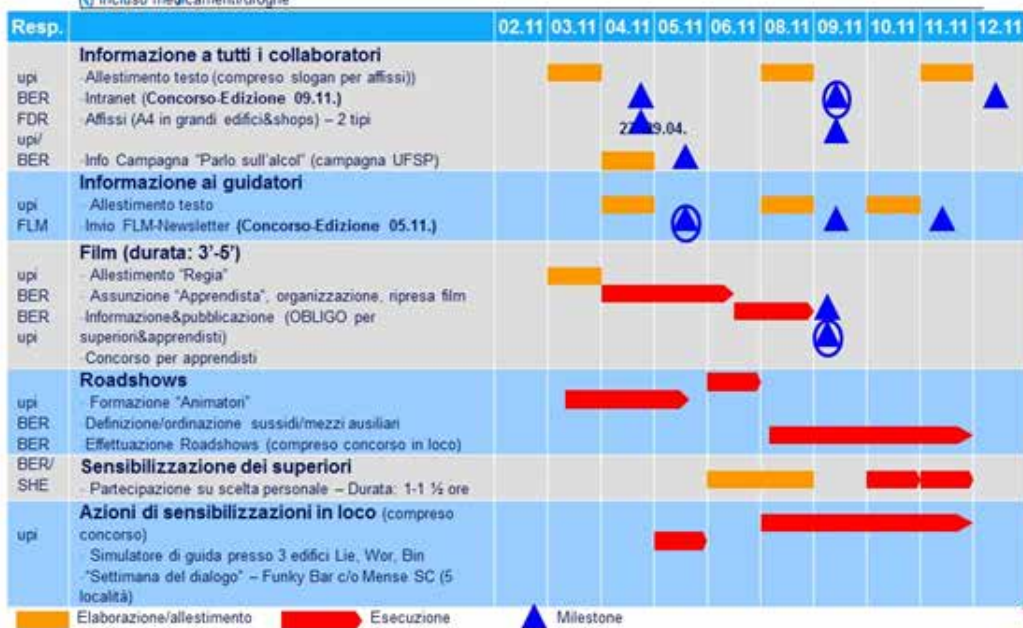 (*) Incluso medicamenti/droghe
Resp. 02.11 03.11 04.11 05.11 06.11 08.11 09.11 10.11 11.11 12.11
Informazione a tutti i collaboratori
upi -Allestimento testo (compreso slogan per affissi))
BER -Intranet (Concorso-Edizione 09.11.)
FDR -Affissi (A4 in grandi edifici&shops) – 2 tipi
upi/ 09.04.
BER -Info Campagna "Parlo sull'alcol" (campagna UFSP)
Informazione ai guidatori
upi - Allestimento testo
FLM -Invio FLM-Newsletter (Concorso-Edizione 05.11.)
Film (durata: 3'-5')
upi - Allestimento "Regia"
BER - Assunzione "Apprendista", organizzazione, ripresa film
BER -Informazione&pubblicazione (OBLIGO per
upi superiori&apprendisti)
-Concorso per apprendisti
Roadshows
upi - Formazione "Animatori"
BER -Definizione/ordinazione sussidi/mezzi ausiliari
BER - Effettuazione Roadshows (compreso concorso in loco)
BER/ Sensibilizzazione dei superiori
SHE - Partecipazione su scelta personale – Durata: 1-1 ½ ore
Azioni di sensibilizzazioni in loco (compreso
upi concorso)
- Simulatore di guida presso 3 edifici Lie, Wor, Bin
-"Settimana del dialogo" – Funky Bar c/o Mense SC (5
località)
Elaborazione/allestimento Esecuzione Milestone